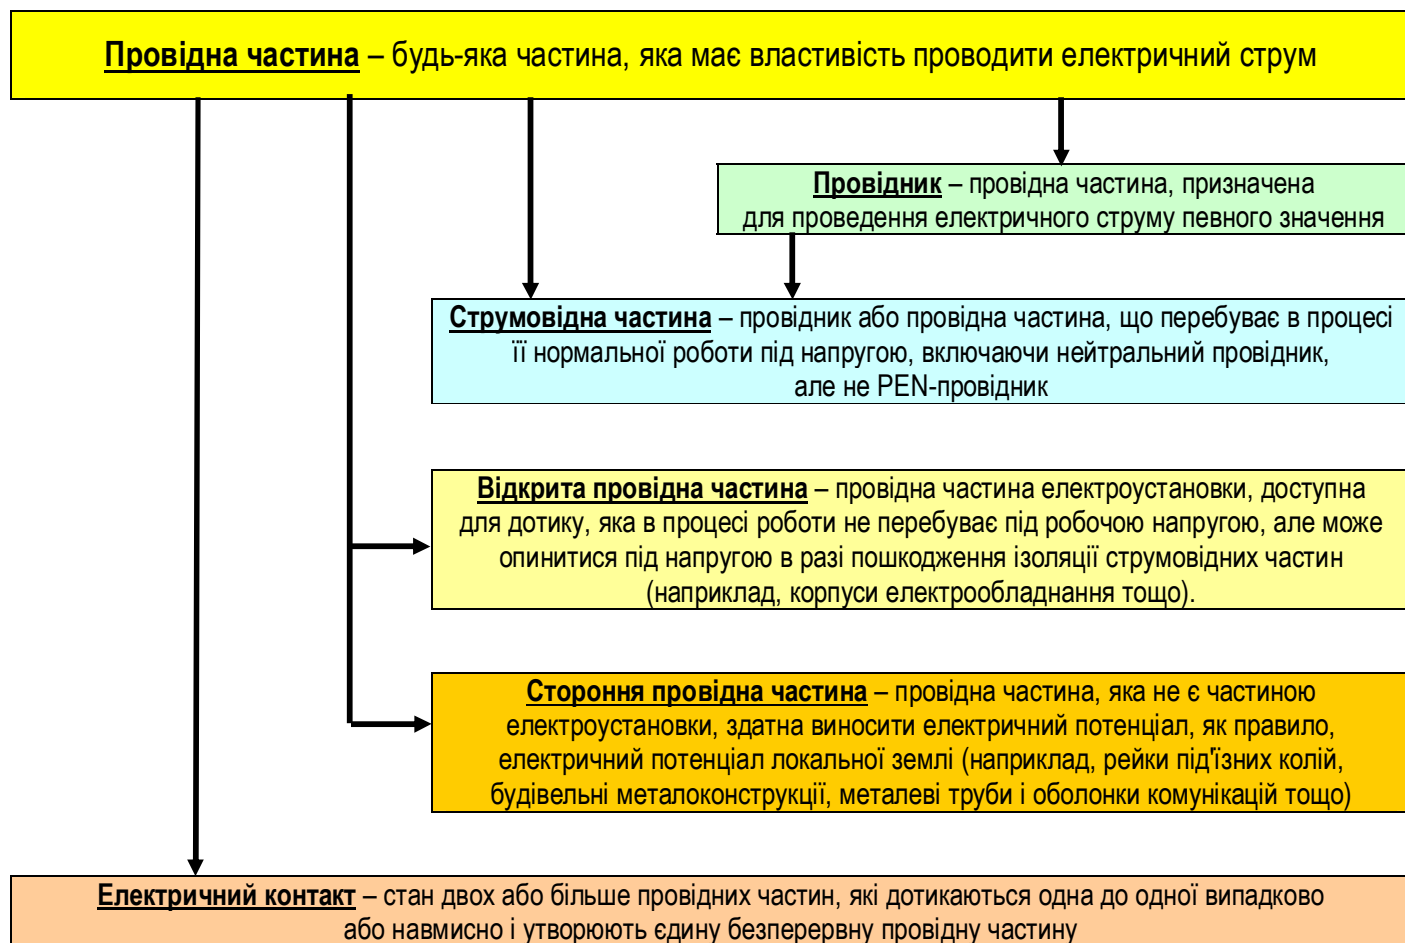 Провідна частина – будь-яка частина, яка має властивість проводити електричний струм
Провідник – провідна частина, призначена
для проведення електричного струму певного значення
Струмовідна частина – провідник або провідна частина, що перебуває в процесі
її нормальної роботи під напругою, включаючи нейтральний провідник,
але не PEN-провідник
Відкрита провідна частина – провідна частина електроустановки, доступна
для дотику, яка в процесі роботи не перебуває під робочою напругою, але може
опинитися під напругою в разі пошкодження ізоляції струмовідних частин
(наприклад, корпуси електрообладнання тощо).
Стороння провідна частина – провідна частина, яка не є частиною
електроустановки, здатна виносити електричний потенціал, як правило,
електричний потенціал локальної землі (наприклад, рейки під'їзних колій,
будівельні металоконструкції, металеві труби і оболонки комунікацій тощо)
Електричний контакт – стан двох або більше провідних частин, які дотикаються одна до одної випадково
або навмисно і утворюють єдину безперервну провідну частину